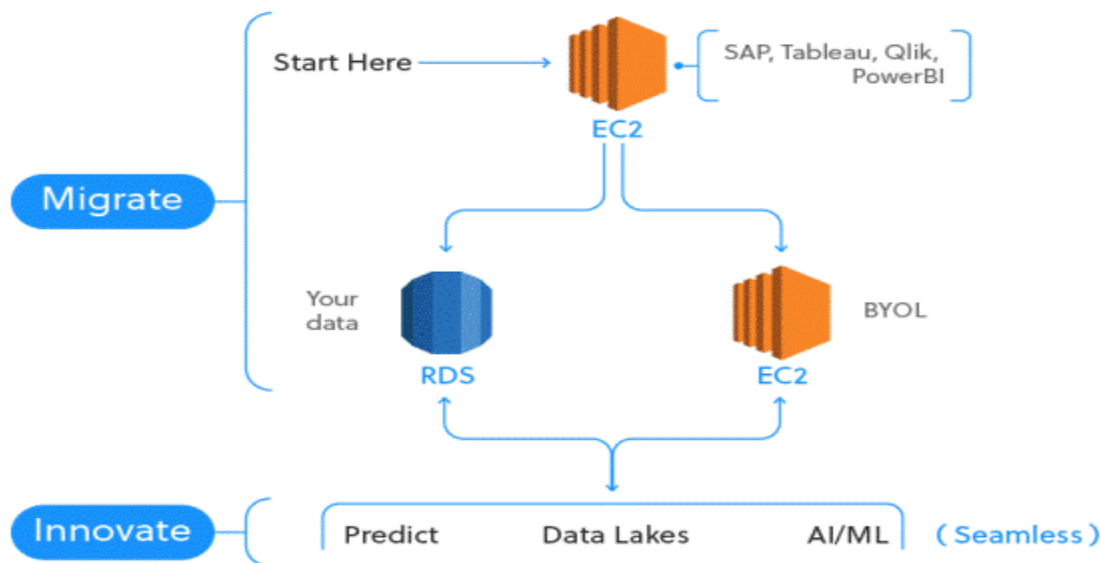 Start Here
SAP, Tableau, Qlik,
PowerBI
EC2
Migrate
Your
data
BYOL
RDS
EC2
Innovate
Predict
Data Lakes
AI/ML
( Seamless )